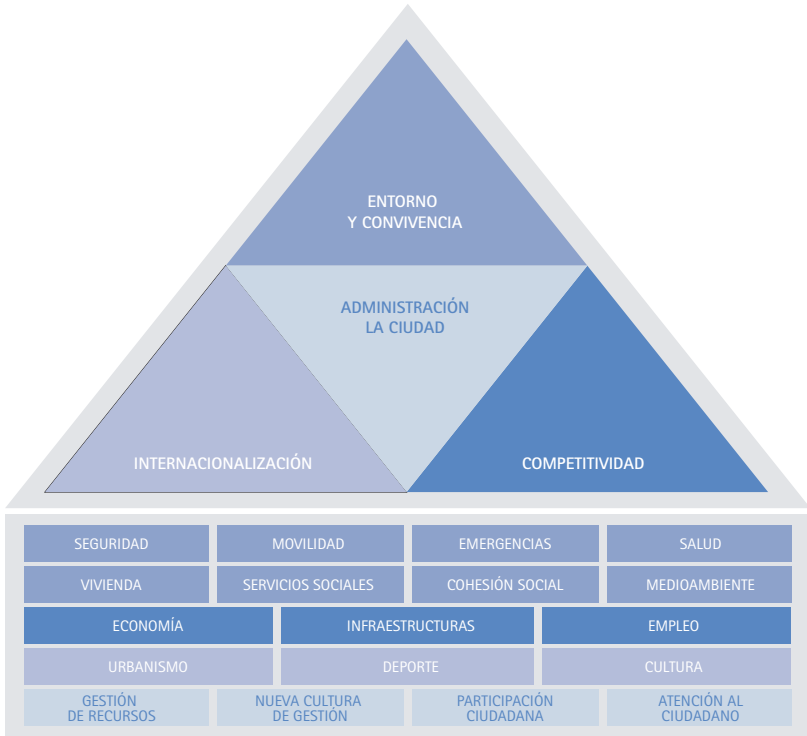 ENTORNO
Y CONVIVENCIA
ADMINISTRACIÓN
LA CIUDAD
INTERNACIONALIZACIÓN
COMPETITIVIDAD
SEGURIDAD
MOVILIDAD
EMERGENCIAS
SALUD
VIVIENDA
SERVICIOS SOCIALES
COHESIÓN SOCIAL
MEDIOAMBIENTE
ECONOMÍA
INFRAESTRUCTURAS
EMPLEO
URBANISMO
DEPORTE
CULTURA
GESTIÓN
DE RECURSOS
NUEVA CULTURA
DE GESTIÓN
PARTICIPACIÓN
CIUDADANA
ATENCIÓN AL
CIUDADANO